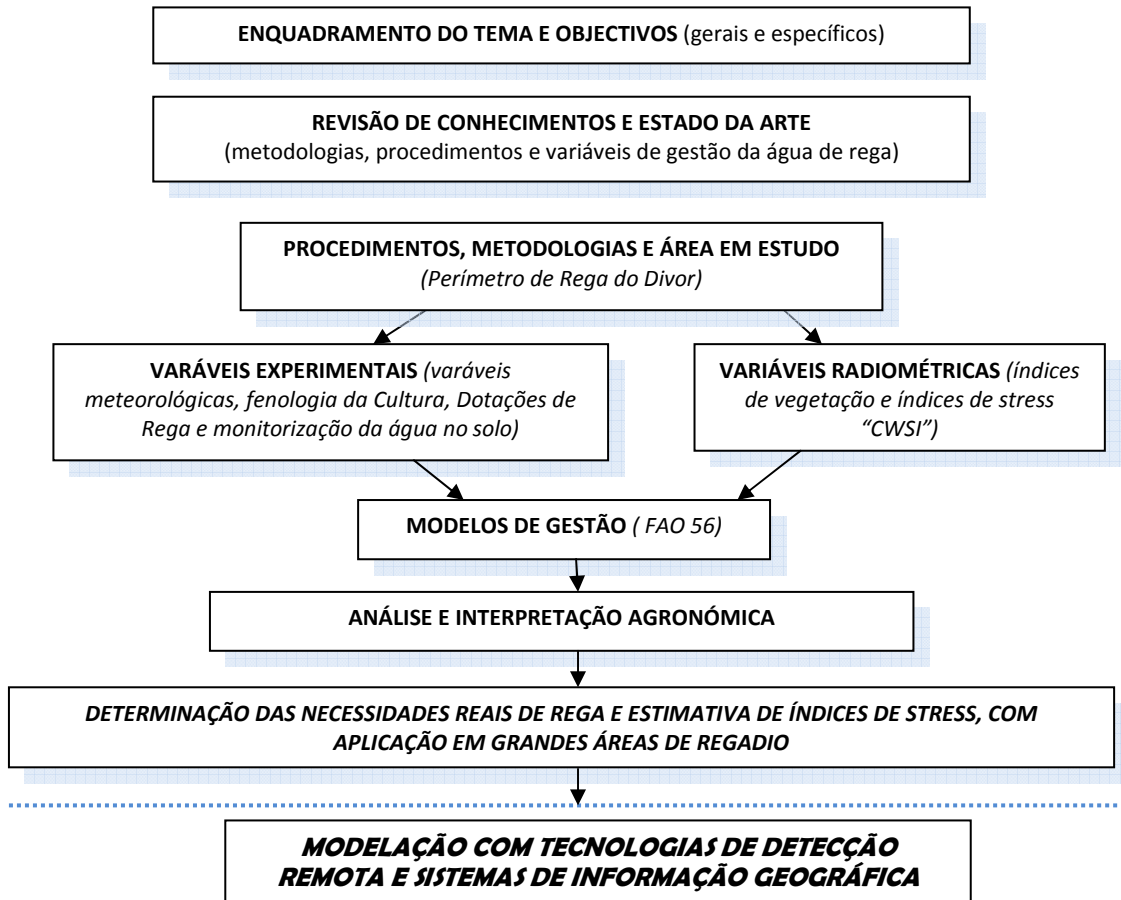 ENQUADRAMENTO DO TEMA E OBJECTIVOS (gerais e específicos)
REVISÃO DE CONHECIMENTOS E ESTADO DA ARTE
(metodologias, procedimentos e variáveis de gestão da água de rega)
PROCEDIMENTOS, METODOLOGIAS E ÁREA EM ESTUDO
(Perímetro de Rega do Divor)
VARÁVEIS EXPERIMENTAIS (varáveis
meteorológicas, fenologia da Cultura, Dotações de
Rega e monitorização da água no solo)
VARIÁVEIS RADIOMÉTRICAS (índices
de vegetação e índices de stress
“CWSI”)
MODELOS DE GESTÃO ( FAO 56)
ANÁLISE E INTERPRETAÇÃO AGRONÓMICA
DETERMINAÇÃO DAS NECESSIDADES REAIS DE REGA E ESTIMATIVA DE ÍNDICES DE STRESS, COM
APLICAÇÃO EM GRANDES ÁREAS DE REGADIO
MODELAÇÃO COM TECNOLOGIAS DE DETECÇÃO
REMOTA E SISTEMAS DE INFORMAÇÃO GEOGRÁFICA